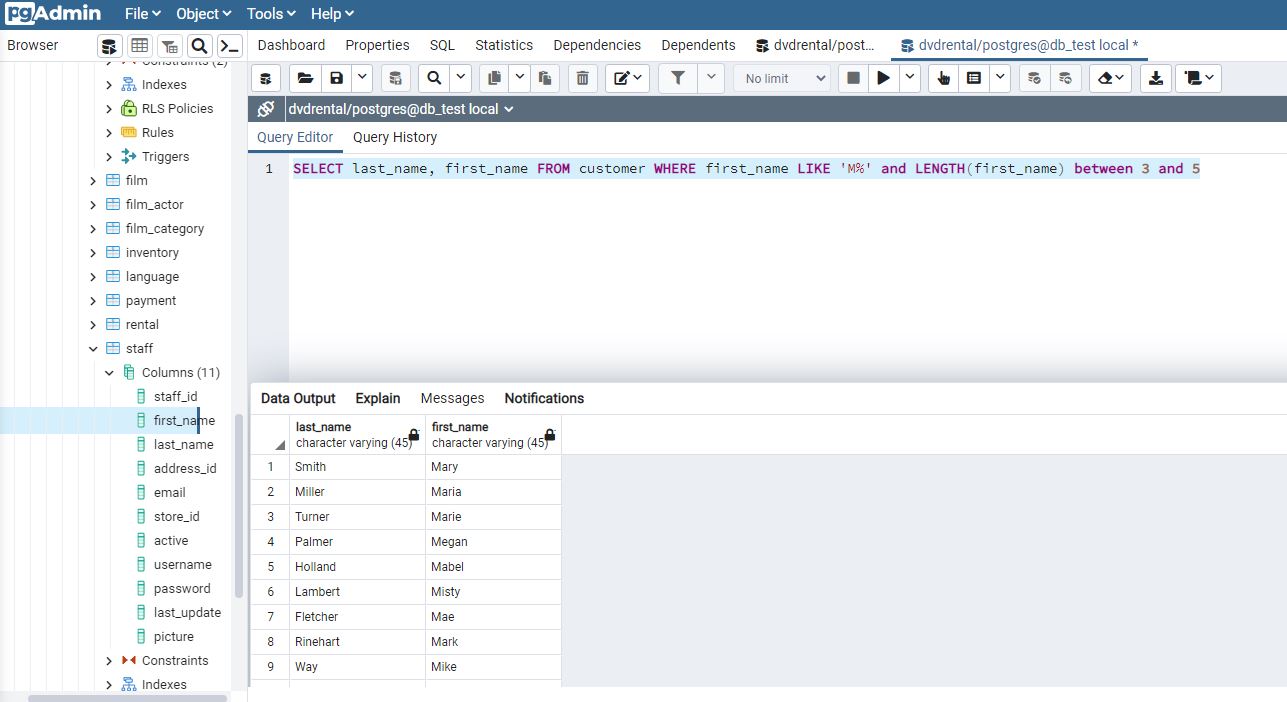 pgAdmin File Object Tools Help
Browser
Dashboard Properties SQL Statistics Dependencies Dependents dvdrental/post... dvdrental/postgres@db_test local *
No limit
dvdrental/postgres@db_test local
Query Editor Query History
Constraints (2)
Indexes
RLS Policies
Rules
Triggers
film
film_actor
film_category
inventory
language
payment
rental
staff
Columns (11)
staff_id
first_name
last_name
address_id
email
store_id
active
username
password
last_update
picture
Constraints
Indexes
1 SELECT last_name, first_name FROM customer WHERE first_name LIKE 'M%' and LENGTH(first_name) between 3 and 5
Data Output Explain Messages Notifications
last_name first_name
character varying (45) character varying (45)
1 Smith Mary
2 Miller Maria
3 Turner Marie
4 Palmer Megan
5 Holland Mabel
6 Lambert Misty
7 Fletcher Mae
8 Rinehart Mark
9 Way Mike